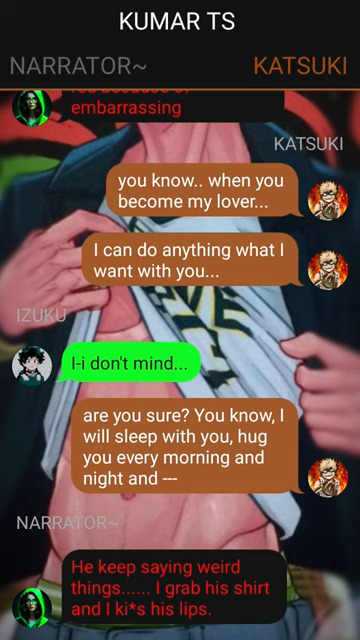 KUMAR TS
NARRATOR~
KATSUKI
embarrassing
KATSUKI
you know.. when you
become my lover...
I can do anything what I
want with you...
IZUKU
I-i don't mind...
are you sure? You know, I
will sleep with you, hug
you every morning and
night and ---
NARRATOR~
He keep saying weird
things...... I grab his shirt
and I ki*s his lips.